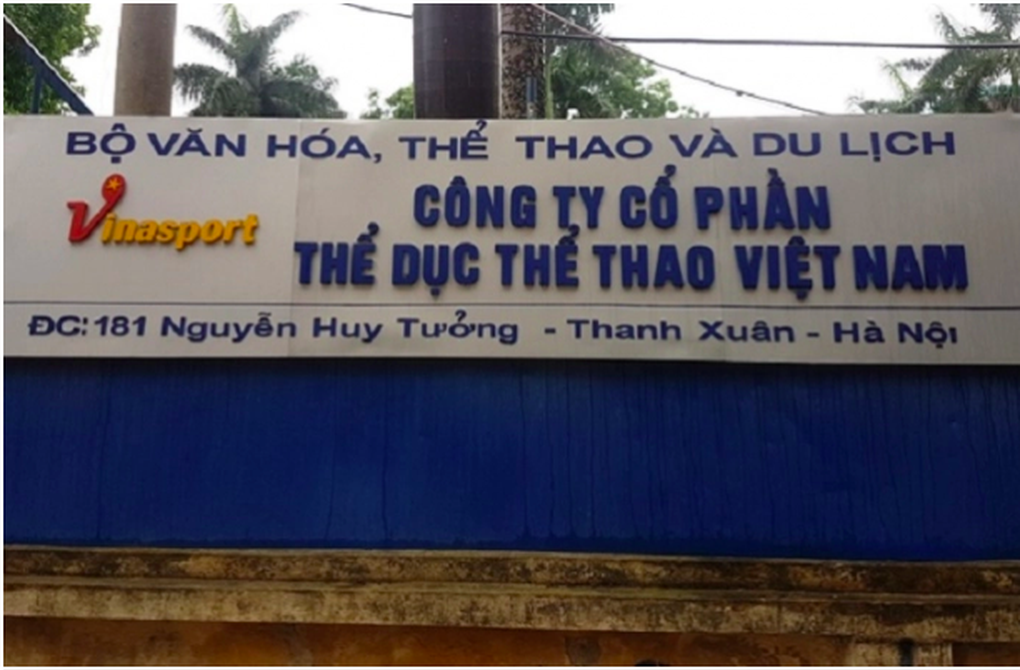 BỘ VĂN HÓA, THỂ THAO VÀ DU LỊCH
Vinasport
CÔNG TY CỔ PHẦN
THỂ DỤC THỂ THAO VIỆT NAM
ĐC: 181 Nguyễn Huy Tưởng - Thanh Xuân - Hà Nội